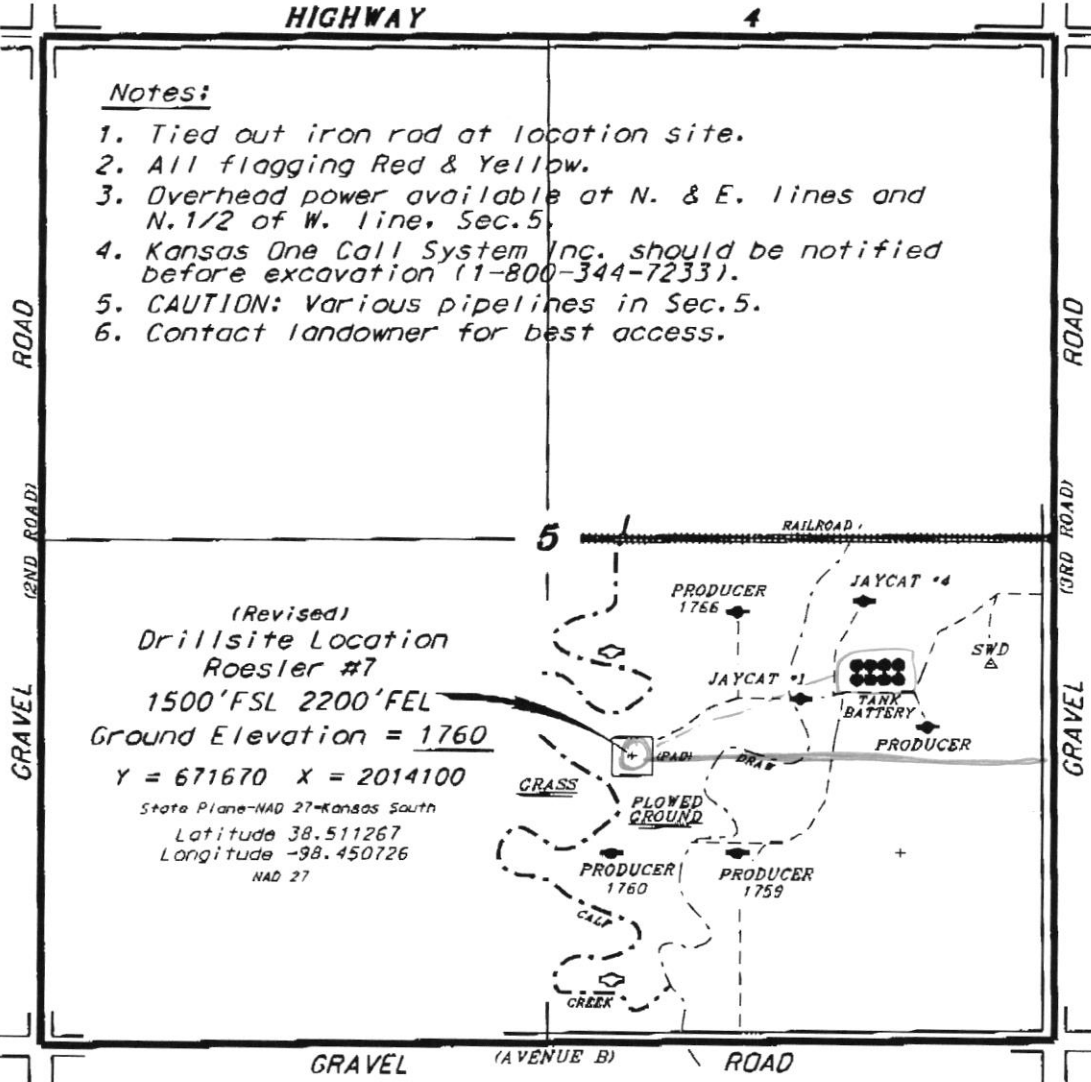 HIGHWAY 4
Notes:
1. Tied out iron rod at location site.
2. All flagging Red & Yellow.
3. Overhead power available at N. & E. lines and
N.1/2 of W. line, Sec.5.
4. Kansas One Call System Inc. should be notified
before excavation (1-800-344-7233).
5. CAUTION: Various pipelines in Sec.5.
6. Contact landowner for best access.
ROAD
ROAD
(2ND ROAD)
(3RD ROAD)
GRAVEL
GRAVEL
5
RAILROAD
PRODUCER
1766
JAYCAT #4
SWD
JAYCAT #1
TANK
BATTERY
PRODUCER
(Revised)
Drillsite Location
Roesler #7
1500'FSL 2200'FEL
Ground Elevation = 1760
Y = 671670 X = 2014100
State Plane-NAD 27-Kansas South
Latitude 38.511267
Longitude -98.450726
NAD 27
(PAD)
DRAW
GRASS
PLOWED
GROUND
PRODUCER
1760
PRODUCER
1759
CALF
CREEK
GRAVEL (AVENUE B) ROAD